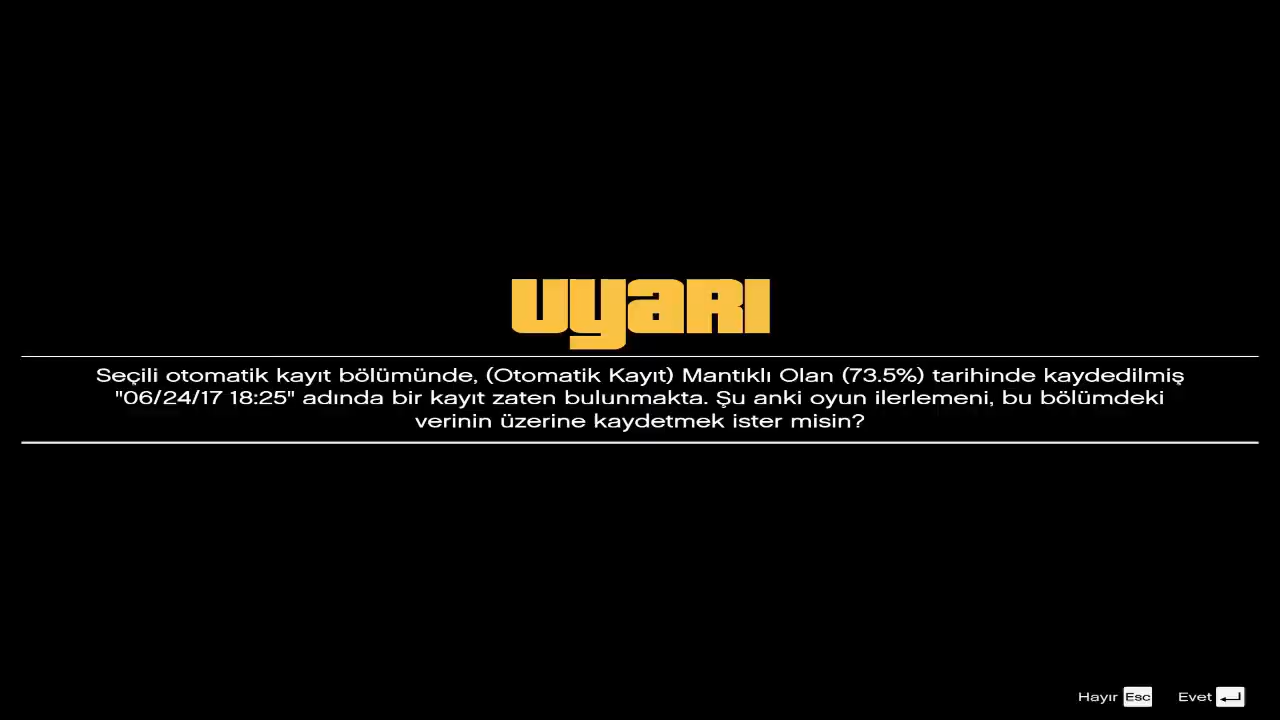 uyarı
Seçili otomatik kayıt bölümünde, (Otomatik Kayıt) Mantıklı Olan (73.5%) tarihinde kaydedilmiş
"06/24/17 18:25" adında bir kayıt zaten bulunmakta. Şu anki oyun ilerlemeni, bu bölümdeki
verinin üzerine kaydetmek ister misin?
Hayır Esc Evet